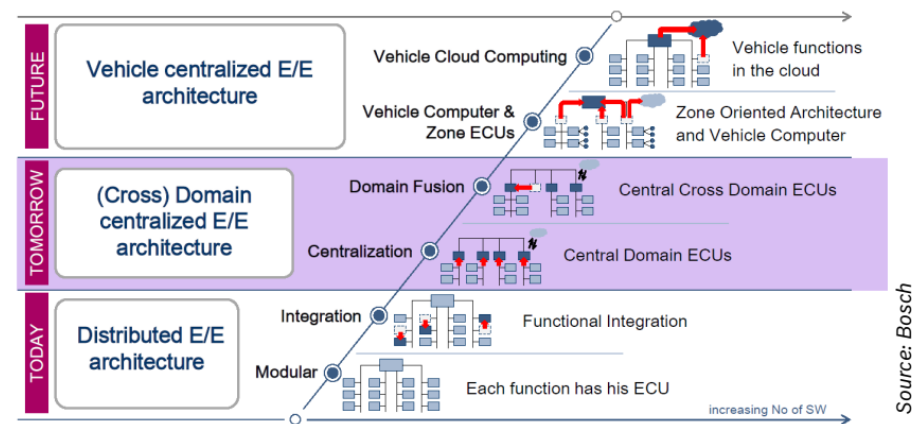 FUTURE
Vehicle centralized E/E
architecture
Vehicle Cloud Computing
Vehicle functions
in the cloud
Vehicle Computer &
Zone ECUs
Zone Oriented Architecture
and Vehicle Computer
TOMORROW
(Cross) Domain
centralized E/E
architecture
Domain Fusion
Central Cross Domain ECUs
Centralization
Central Domain ECUs
TODAY
Distributed E/E
architecture
Integration
Functional Integration
Modular
Each function has his ECU
increasing No of SW
Source: Bosch